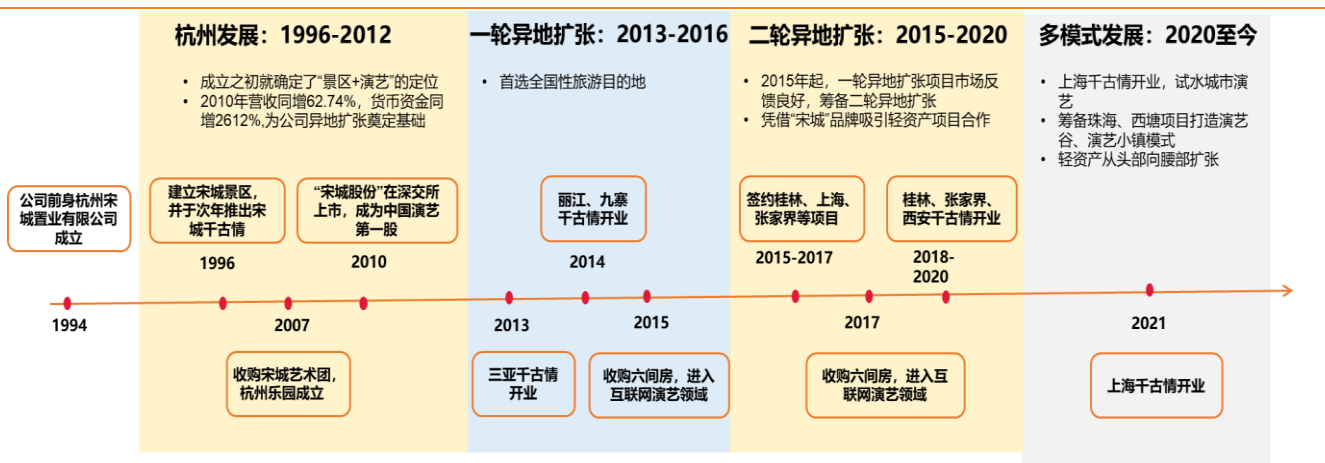 杭州发展：1996-2012
一轮异地扩张：2013-2016
二轮异地扩张：2015-2020
多模式发展：2020至今
• 成立之初就确定了“景区+演艺”的定位
• 2010年营收同增62.74%，货币资金同
增2612%,为公司异地扩张奠定基础
• 首选全国性旅游目的地
• 2015年起，一轮异地扩张项目市场反
馈良好，筹备二轮异地扩张
• 凭借“宋城”品牌吸引轻资产项目合作
• 上海千古情开业，试水城市演
艺
• 筹备珠海、西塘项目打造演艺
谷、演艺小镇模式
• 轻资产从头部向腰部扩张
公司前身杭州宋
城置业有限公司
成立
建立宋城景区，
并于次年推出宋
城千古情
“宋城股份”在深交所
上市，成为中国演艺
第一股
丽江、九寨
千古情开业
签约桂林、上海、
张家界等项目
桂林、张家界、
西安千古情开业
1996
2010
2014
2015-2017
2018-
2020
1994
2007
2013
2015
2017
2021
收购宋城艺术团，
杭州乐园成立
三亚千古情
开业
收购六间房，进入
互联网演艺领域
收购六间房，进入互
联网演艺领域
上海千古情开业